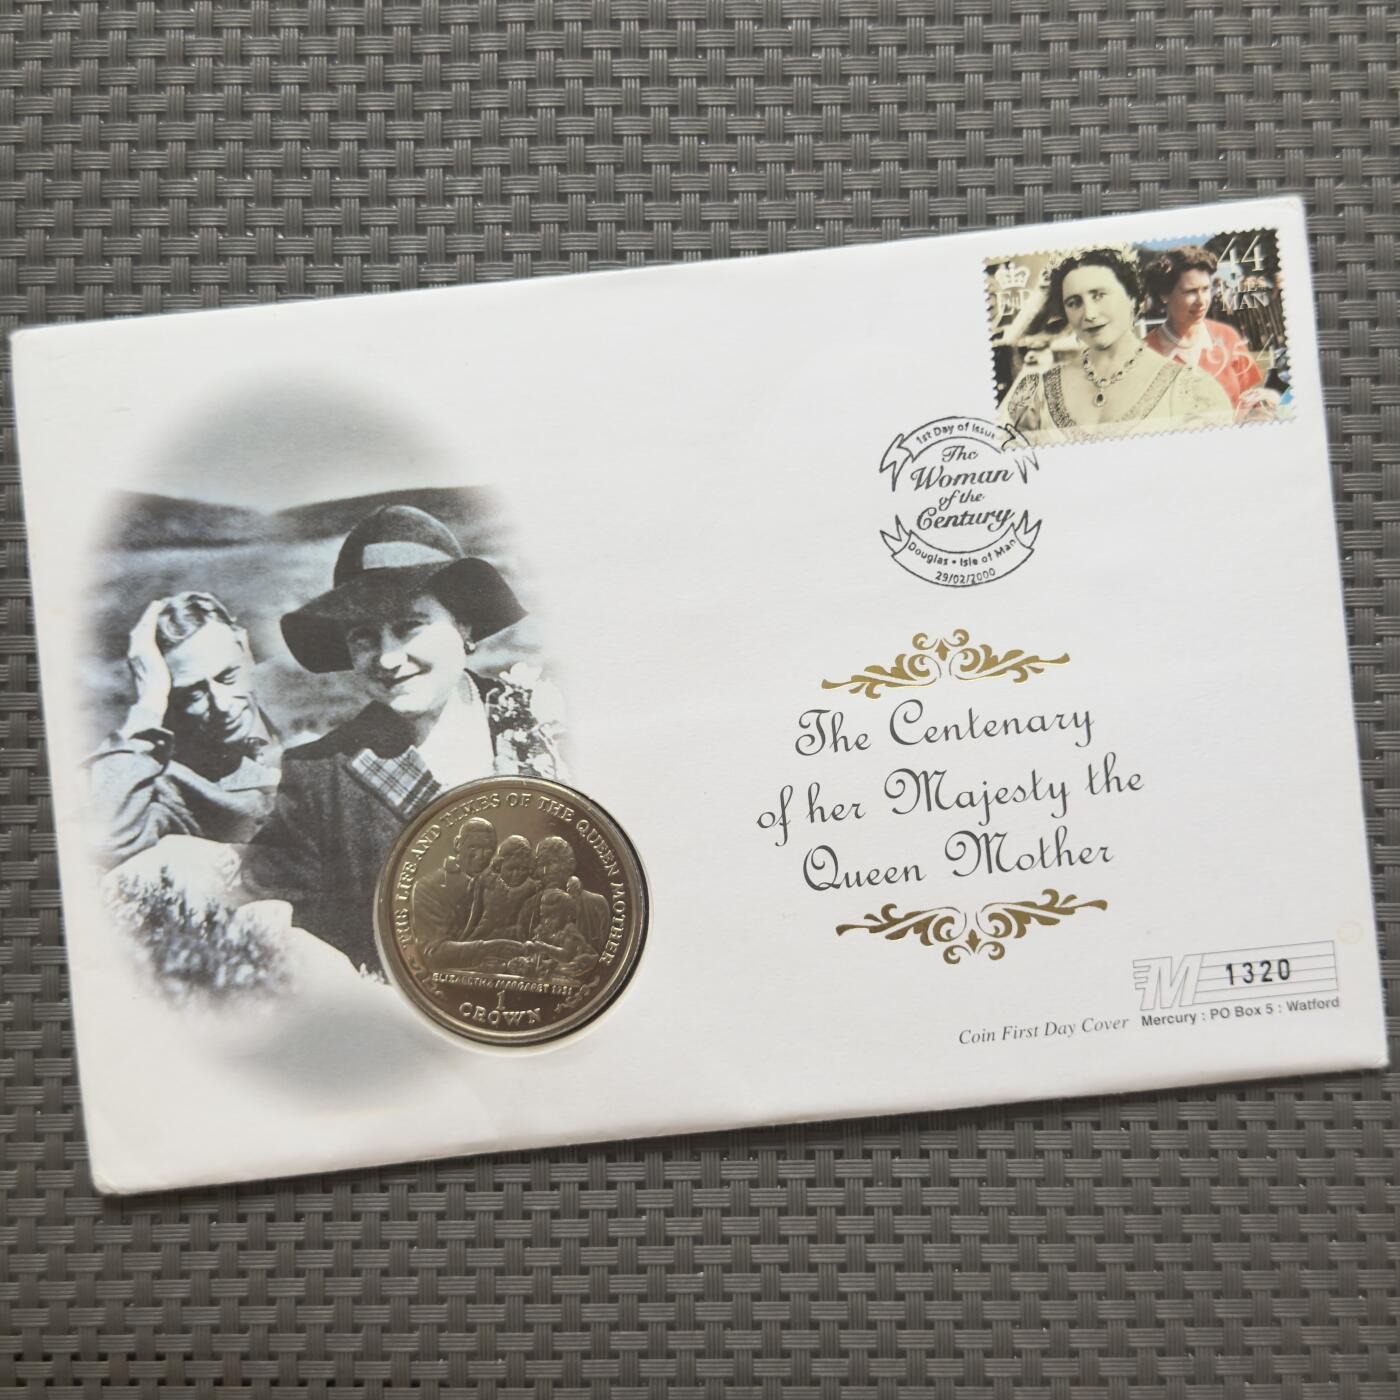 44
ISLE OF
MAN
ER
1954
1st Day of Issue
The
Woman
of the
Century
Douglas • Isle of Man
29/02/2000
The Centenary
of her Majesty the
Queen Mother
THE LIFE AND TIMES OF THE QUEEN MOTHER
1
CROWN
M 1320
Coin First Day Cover Mercury : PO Box 5 : Watford